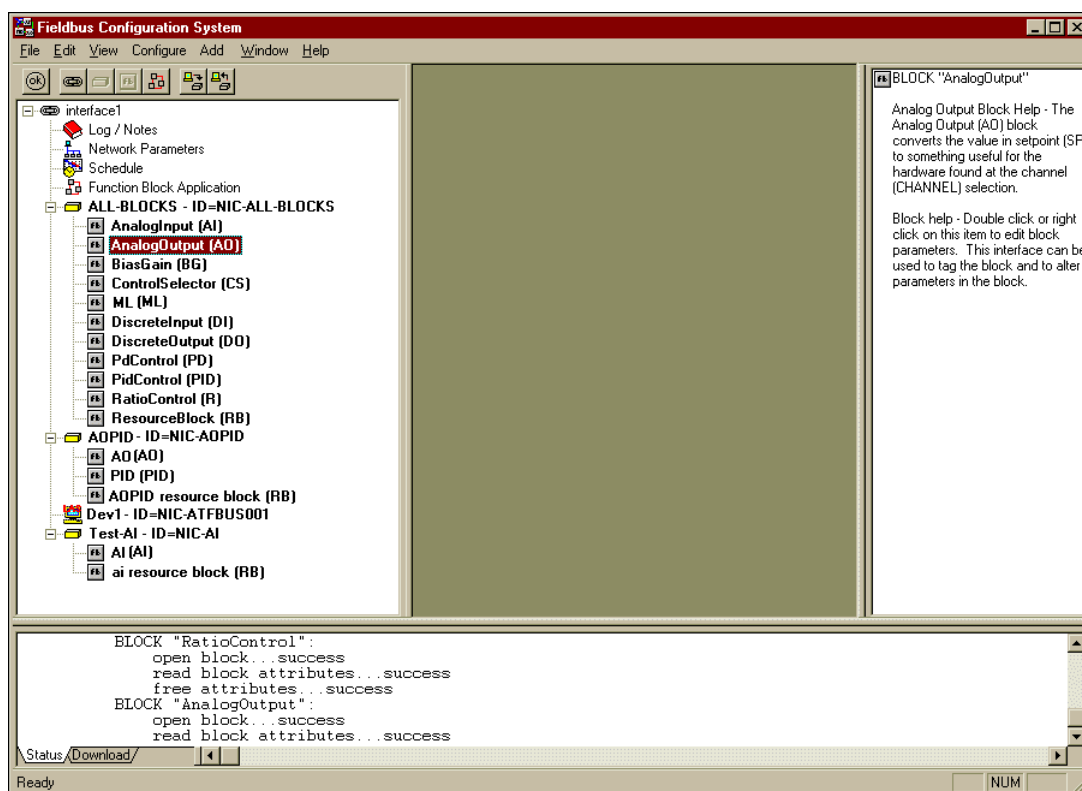 Fieldbus Configuration System
File Edit View Configure Add Window Help
ok
interface1
Log / Notes
Network Parameters
Schedule
Function Block Application
ALL-BLOCKS - ID=NIC-ALL-BLOCKS
AnalogInput (AI)
AnalogOutput (AO)
BiasGain (BG)
ControlSelector (CS)
ML (ML)
DiscreteInput (DI)
DiscreteOutput (DO)
PdControl (PD)
PidControl (PID)
RatioControl (R)
ResourceBlock (RB)
AOPID - ID=NIC-AOPID
AO (AO)
PID (PID)
AOPID resource block (RB)
Dev1 - ID=NIC-ATFBUS001
Test-AI - ID=NIC-AI
AI (AI)
ai resource block (RB)
BLOCK "AnalogOutput"
Analog Output Block Help - The
Analog Output (AO) block
converts the value in setpoint (SP
to something useful for the
hardware found at the channel
(CHANNEL) selection.
Block help - Double click or right
click on this item to edit block
parameters. This interface can be
used to tag the block and to alter
parameters in the block.
BLOCK "RatioControl":
open block...success
read block attributes...success
free attributes...success
BLOCK "AnalogOutput":
open block...success
read block attributes...success
Status Download
Ready NUM